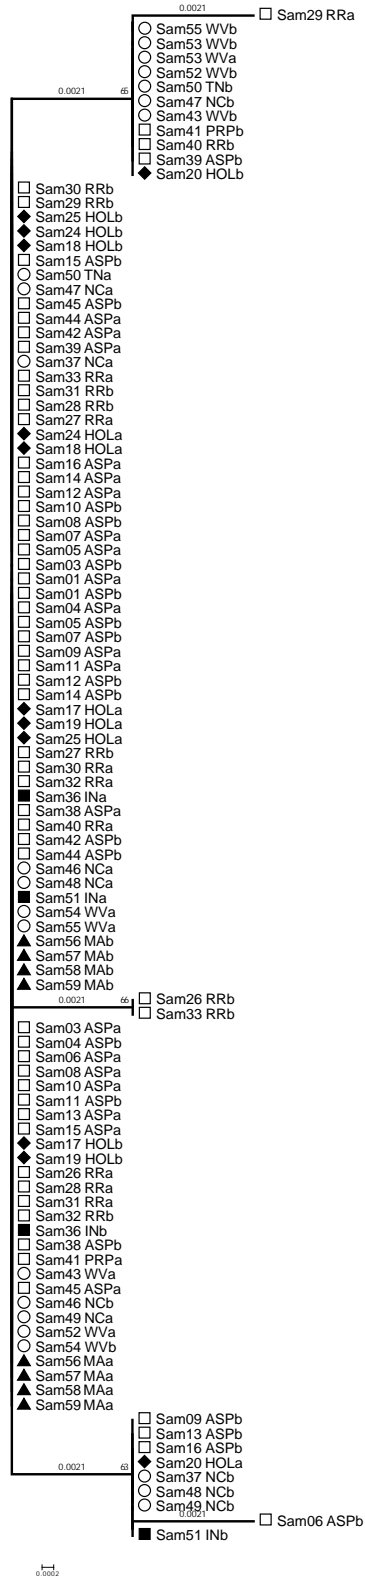 Sam29 RRa
Sam55 WVb
Sam53 WVb
Sam53 WVa
Sam52 WVb
Sam50 TNb
0.0021 65
Sam47 NCb
Sam43 WVb
Sam41 PRPb
Sam40 RRb
Sam39 ASPb
Sam20 HOLb
Sam30 RRb
Sam29 RRb
Sam25 HOLb
Sam24 HOLb
Sam18 HOLb
Sam15 ASPb
Sam50 TNa
Sam47 NCa
Sam45 ASPb
Sam44 ASPa
Sam42 ASPa
Sam39 ASPa
Sam37 NCa
Sam33 RRa
Sam31 RRb
Sam28 RRb
Sam27 RRa
Sam24 HOLa
Sam18 HOLa
Sam16 ASPa
Sam14 ASPa
Sam12 ASPa
Sam10 ASPb
Sam08 ASPb
Sam07 ASPa
Sam05 ASPa
Sam03 ASPb
Sam01 ASPa
Sam01 ASPb
Sam04 ASPa
Sam05 ASPb
Sam07 ASPb
Sam09 ASPa
Sam11 ASPa
Sam12 ASPb
Sam14 ASPb
Sam17 HOLa
Sam19 HOLa
Sam25 HOLa
Sam27 RRb
Sam30 RRa
Sam32 RRa
Sam36 INa
Sam38 ASPa
Sam40 RRa
Sam42 ASPb
Sam44 ASPb
Sam46 NCa
Sam48 NCa
Sam51 INa
Sam54 WVa
Sam55 WVa
Sam56 MAb
Sam57 MAb
Sam58 MAb
Sam59 MAb
0.0021 66
Sam26 RRb
Sam33 RRb
Sam03 ASPa
Sam04 ASPb
Sam06 ASPa
Sam08 ASPa
Sam10 ASPa
Sam11 ASPb
Sam13 ASPa
Sam15 ASPa
Sam17 HOLb
Sam19 HOLb
Sam26 RRa
Sam28 RRa
Sam31 RRa
Sam32 RRb
Sam36 INb
Sam38 ASPb
Sam41 PRPa
Sam43 WVa
Sam45 ASPa
Sam46 NCb
Sam49 NCa
Sam52 WVa
Sam54 WVb
Sam56 MAa
Sam57 MAa
Sam58 MAa
Sam59 MAa
Sam09 ASPb
Sam13 ASPb
Sam16 ASPb
Sam20 HOLa
0.0021 63
Sam37 NCb
Sam48 NCb
Sam49 NCb
0.0021
Sam06 ASPb
Sam51 INb
0.0002